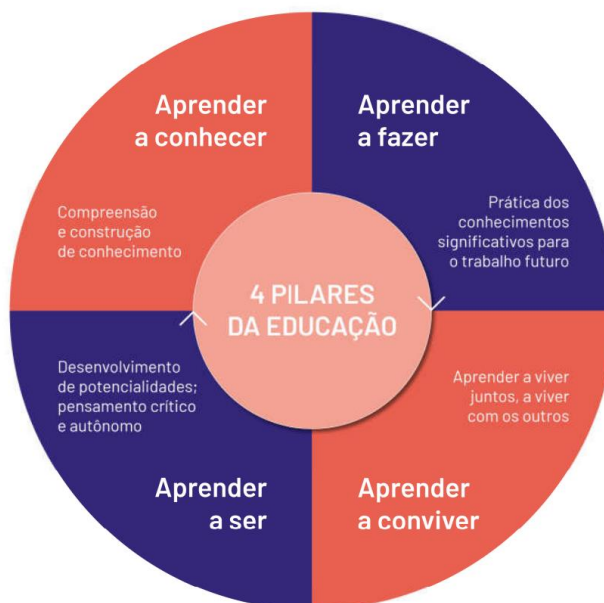 Aprender
a conhecer
Compreensão
e construção
de conhecimento
Aprender
a fazer
Prática dos
conhecimentos
significativos para
o trabalho futuro
4 PILARES
DA EDUCAÇÃO
Desenvolvimento
de potencialidades;
pensamento crítico
e autônomo
Aprender
a ser
Aprender a viver
juntos, a viver
com os outros
Aprender
a conviver